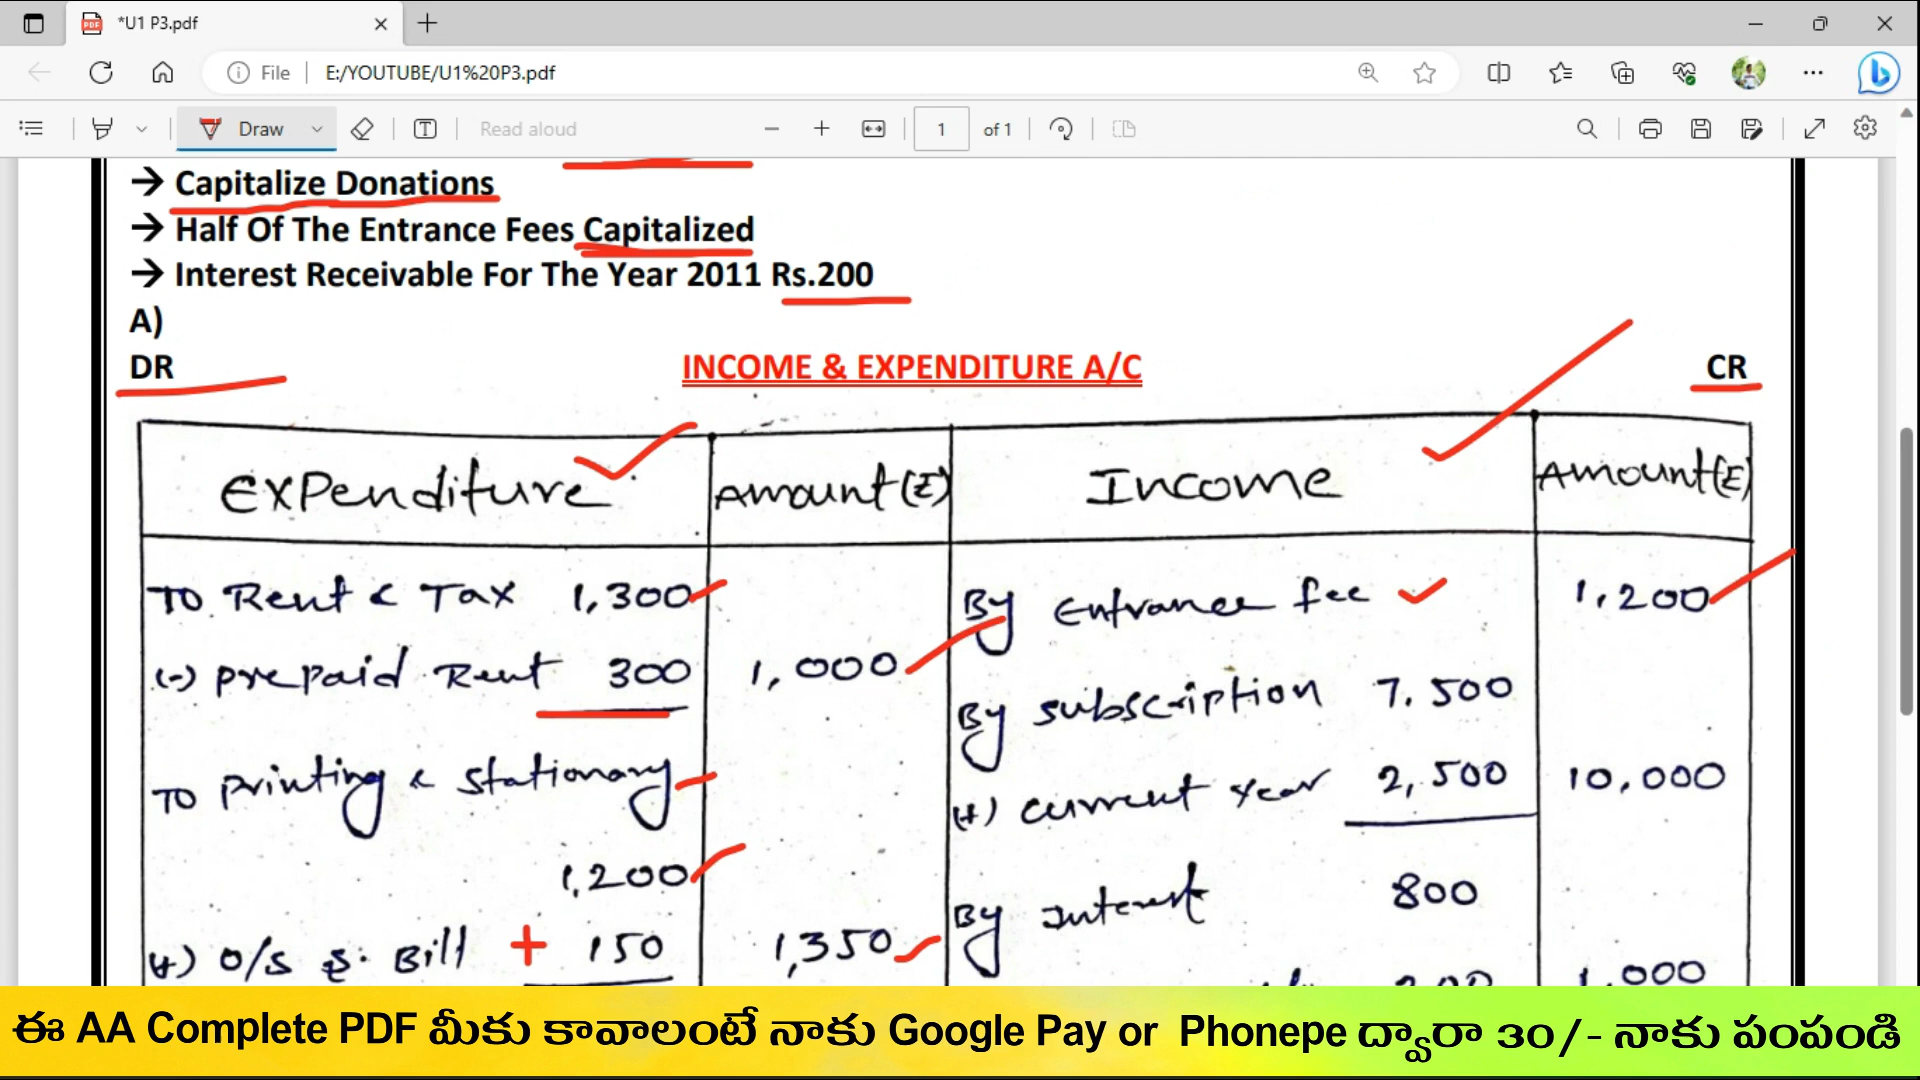 *U1 P3.pdf
File E:/YOUTUBE/U1%20P3.pdf
Draw T Read aloud 1 of 1
→ Capitalize Donations
→ Half Of The Entrance Fees Capitalized
→ Interest Receivable For The Year 2011 Rs.200
A)
DR INCOME & EXPENDITURE A/C CR
Expenditure Amount(₹) Income Amount(₹)
To Rent & Tax 1,300 By Entrance fee 1,200
(-) Prepaid Rent 300 1,000
By subscription 7,500
To Printing & Stationary (+) current year 2,500 10,000
1,200 By Interest 800
(+) O/S S. Bill + 150 1,350
1,000
ఈ AA Complete PDF మీకు కావాలంటే నాకు Google Pay or Phonepe ద్వారా 30/- నాకు పంపండి